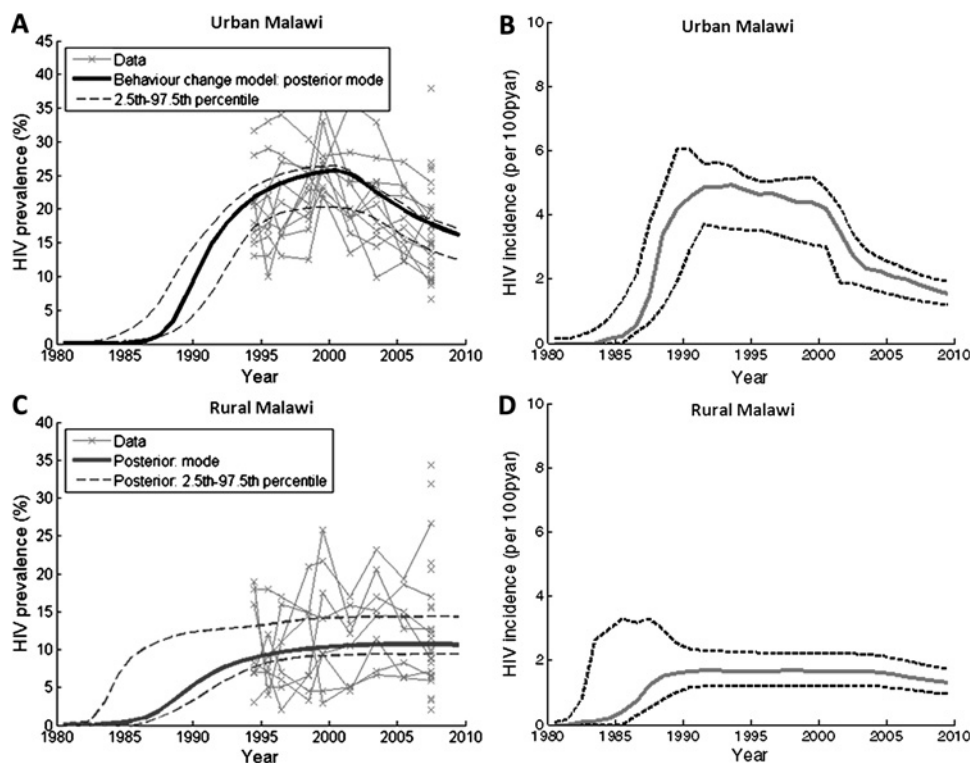 A Urban Malawi
45
40
35
30
25
20
15
10
5
0
HIV prevalence (%)
Data
Behaviour change model: posterior mode
2.5th-97.5th percentile
1980 1985 1990 1995 2000 2005 2010
Year
B Urban Malawi
10
8
6
4
2
0
HIV incidence (per 100pyar)
1980 1985 1990 1995 2000 2005 2010
Year
C Rural Malawi
40
35
30
25
20
15
10
5
0
HIV prevalence (%)
Data
Posterior: mode
Posterior: 2.5th-97.5th percentile
1980 1985 1990 1995 2000 2005 2010
Year
D Rural Malawi
10
8
6
4
2
0
HIV incidence (per 100pyar)
1980 1985 1990 1995 2000 2005 2010
Year